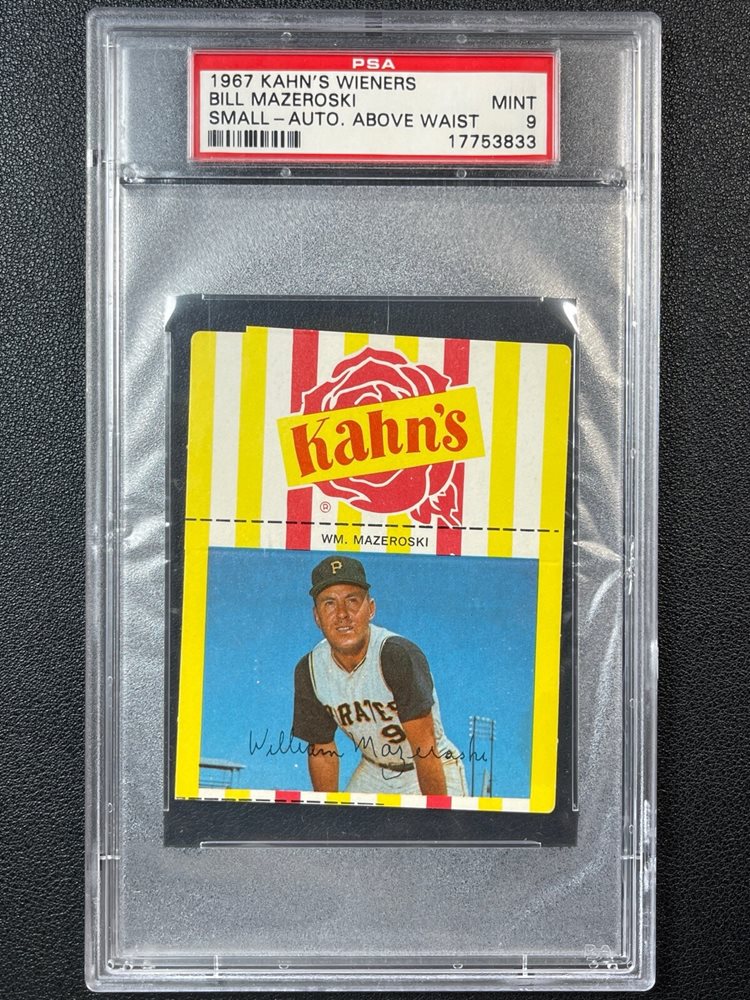 PSA
1967 KAHN'S WIENERS
BILL MAZEROSKI MINT
SMALL-AUTO. ABOVE WAIST 9
17753833
Kahn's
®
WM. MAZEROSKI
P
PIRATES
9
William Mazeroski